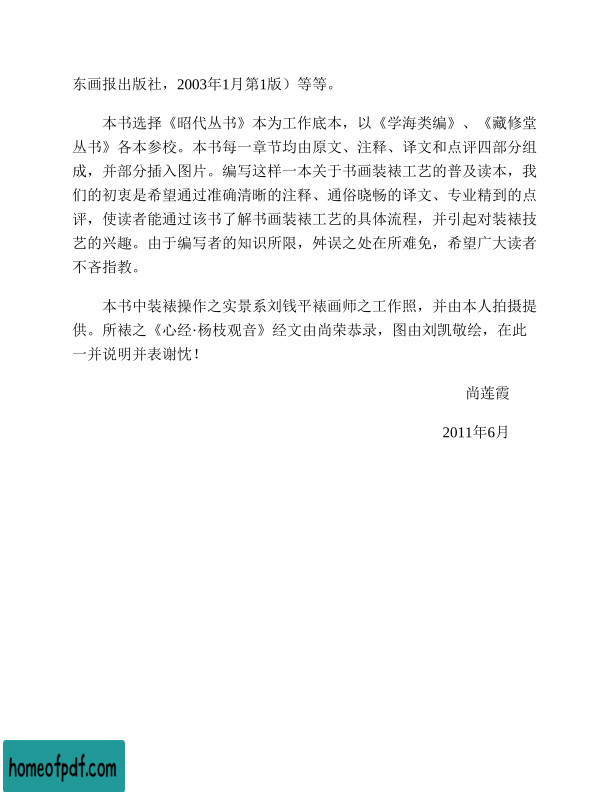 东画报出版社，2003年1月第1版）等等。
本书选择《昭代丛书》本为工作底本，以《学海类编》、《藏修堂
丛书》各本参校。本书每一章节均由原文、注释、译文和点评四部分组
成，并部分插入图片。编写这样一本关于书画装裱工艺的普及读本，我
们的初衷是希望通过准确清晰的注释、通俗晓畅的译文、专业精到的点
评，使读者能通过该书了解书画装裱工艺的具体流程，并引起对装裱技
艺的兴趣。由于编写者的知识所限，舛误之处在所难免，希望广大读者
不吝指教。
本书中装裱操作之实景系刘钱平裱画师之工作照，并由本人拍摄提
供。所裱之《心经·杨枝观音》经文由尚荣恭录，图由刘凯敬绘，在此
一并说明并表谢忱！
尚莲霞
2011年6月
homeofpdf.com